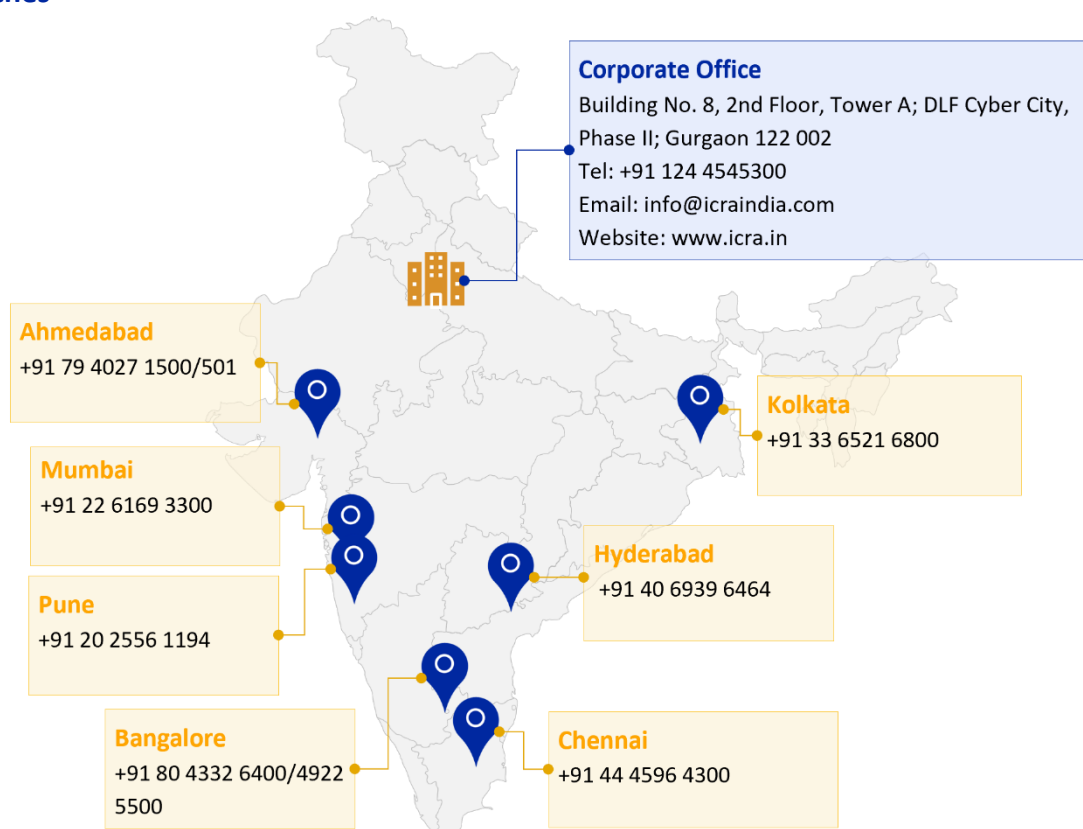 Corporate Office
Building No. 8, 2nd Floor, Tower A; DLF Cyber City,
Phase II; Gurgaon 122 002
Tel: +91 124 4545300
Email: info@icraindia.com
Website: www.icra.in
Ahmedabad
+91 79 4027 1500/501
Kolkata
+91 33 6521 6800
Mumbai
+91 22 6169 3300
Hyderabad
+91 40 6939 6464
Pune
+91 20 2556 1194
Bangalore
+91 80 4332 6400/4922
5500
Chennai
+91 44 4596 4300